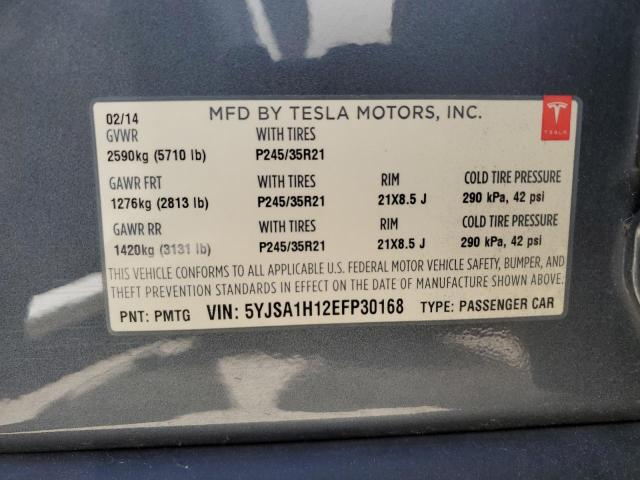 02/14 MFD BY TESLA MOTORS, INC.
GVWR WITH TIRES
2590kg (5710 lb) P245/35R21
GAWR FRT WITH TIRES RIM COLD TIRE PRESSURE
1276kg (2813 lb) P245/35R21 21X8.5 J 290 kPa, 42 psi
GAWR RR WITH TIRES RIM COLD TIRE PRESSURE
1420kg (3131 lb) P245/35R21 21X8.5 J 290 kPa, 42 psi
THIS VEHICLE CONFORMS TO ALL APPLICABLE U.S. FEDERAL MOTOR VEHICLE SAFETY, BUMPER, AND
THEFT PREVENTION STANDARDS IN EFFECT ON THE DATE OF MANUFACTURE SHOWN ABOVE.
PNT: PMTG VIN: 5YJSA1H12EFP30168 TYPE: PASSENGER CAR
TESLA